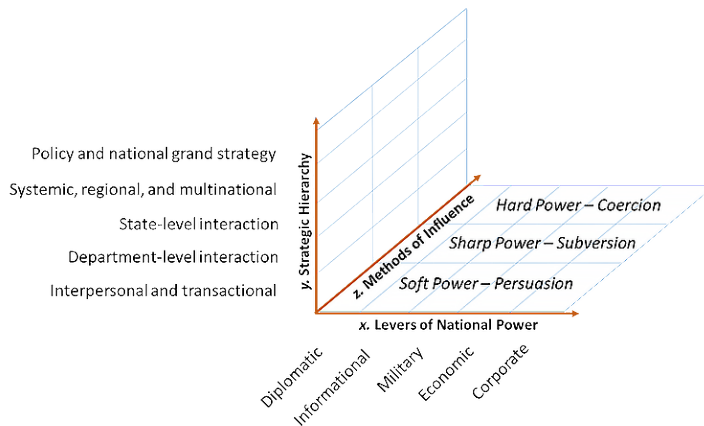 Policy and national grand strategy
Systemic, regional, and multinational
State-level interaction
Department-level interaction
Interpersonal and transactional
y. Strategic Hierarchy
z. Methods of Influence
Hard Power – Coercion
Sharp Power – Subversion
Soft Power – Persuasion
x. Levers of National Power
Diplomatic
Informational
Military
Economic
Corporate